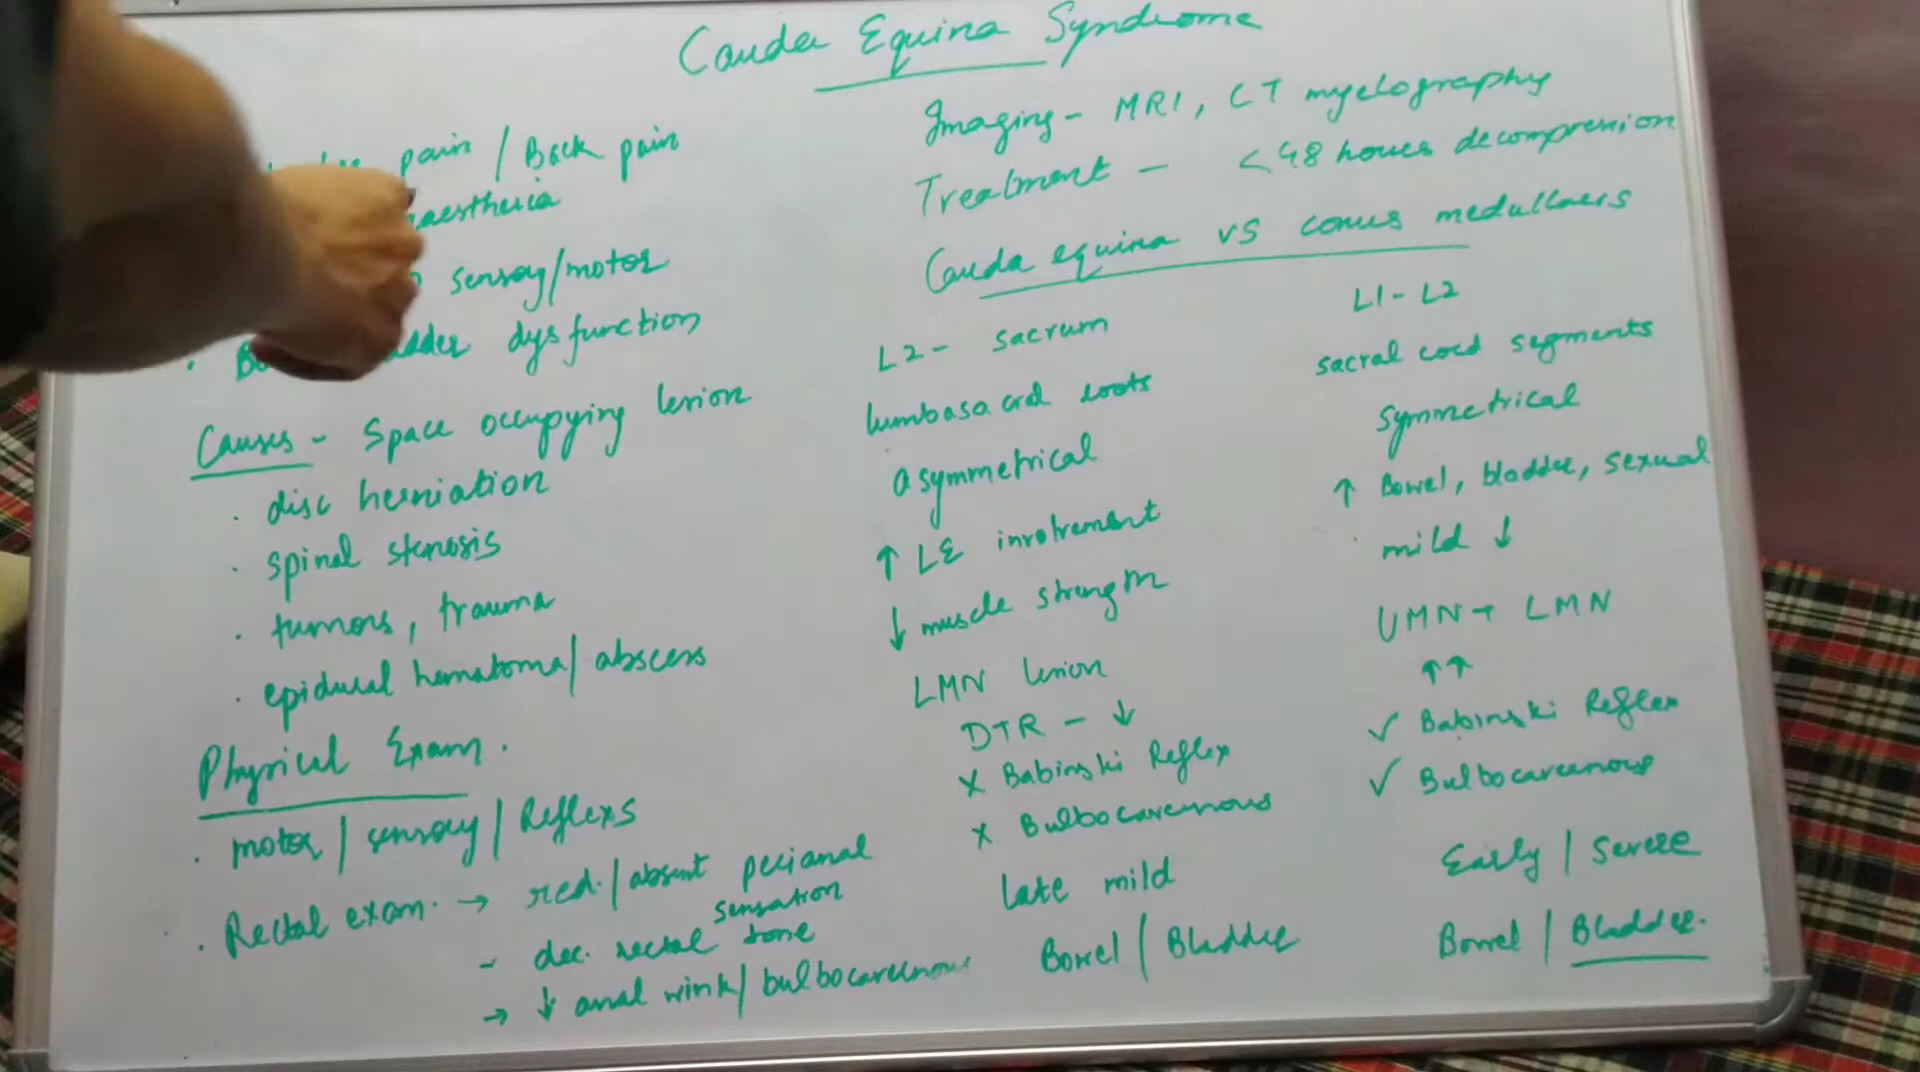 Cauda Equina Syndrome
pain / Back pain
aesthesia
sensory/motor
dysfunction
Causes - Space occupying lesion
. disc herniation
. spinal stenosis
. tumors, trauma
. epidural hematoma/ abscess
Physical Exam.
. motor / sensory / Reflexs
. Rectal exam. → red. / absent perianal
sensation
- dec. rectal tone
→ ↓ anal wink/ bulbocavernous
Imaging - MRI, CT myelography
Treatment - < 48 hours decompression
Cauda equina vs conus medullaris
L2 - sacrum
lumbosacral roots
asymmetrical
↑ LE involvement
↓ muscle strength
LMN lesion
DTR - ↓
x Babinski Reflex
x Bulbocavernous
late mild
Bowel / Bladder
L1 - L2
sacral cord segments
symmetrical
↑ Bowel, bladder, sexual
mild ↓
UMN + LMN
↑↑
✓ Babinski Reflex
✓ Bulbocavernous
Early / Severe
Bowel / Bladder.